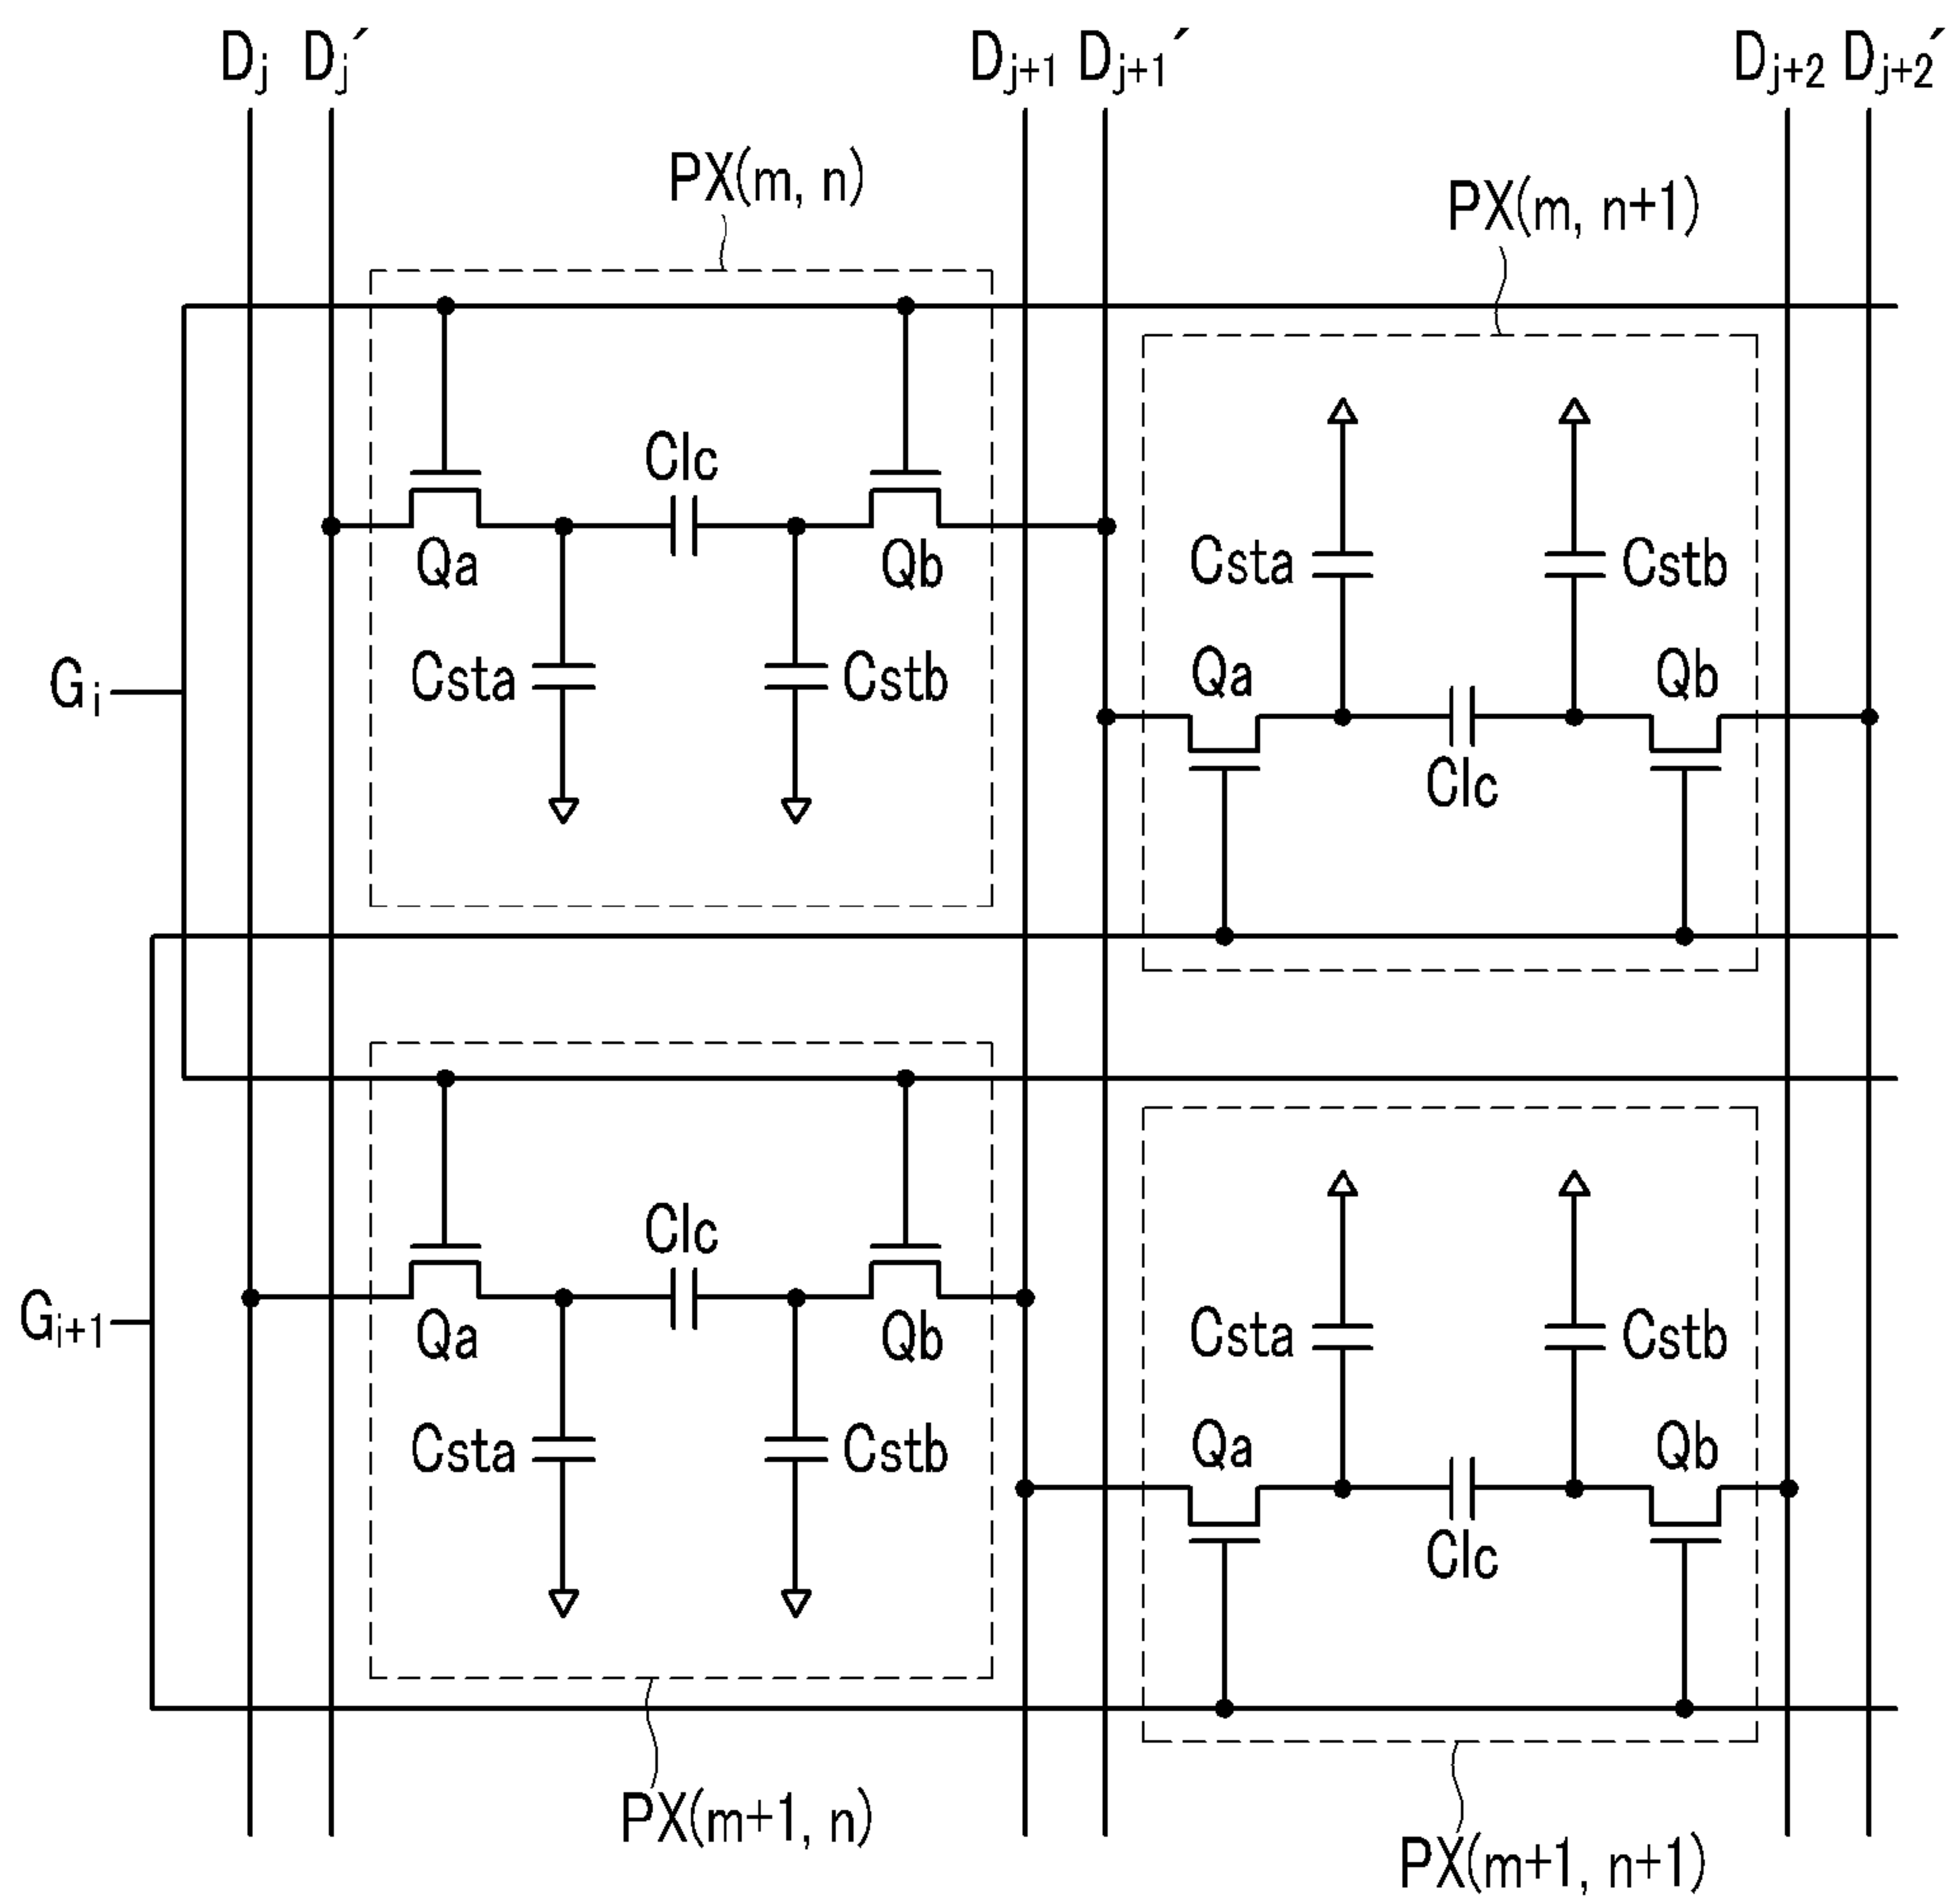 Dj Dj´ Dj+1 Dj+1´ Dj+2 Dj+2´
PX(m, n)
PX(m, n+1)
Clc
Qa Qb
Csta Cstb
Csta Cstb
Qa Qb
Clc
Gi
Clc
Qa Qb
Csta Cstb
Csta Cstb
Qa Qb
Clc
Gi+1
PX(m+1, n)
PX(m+1, n+1)